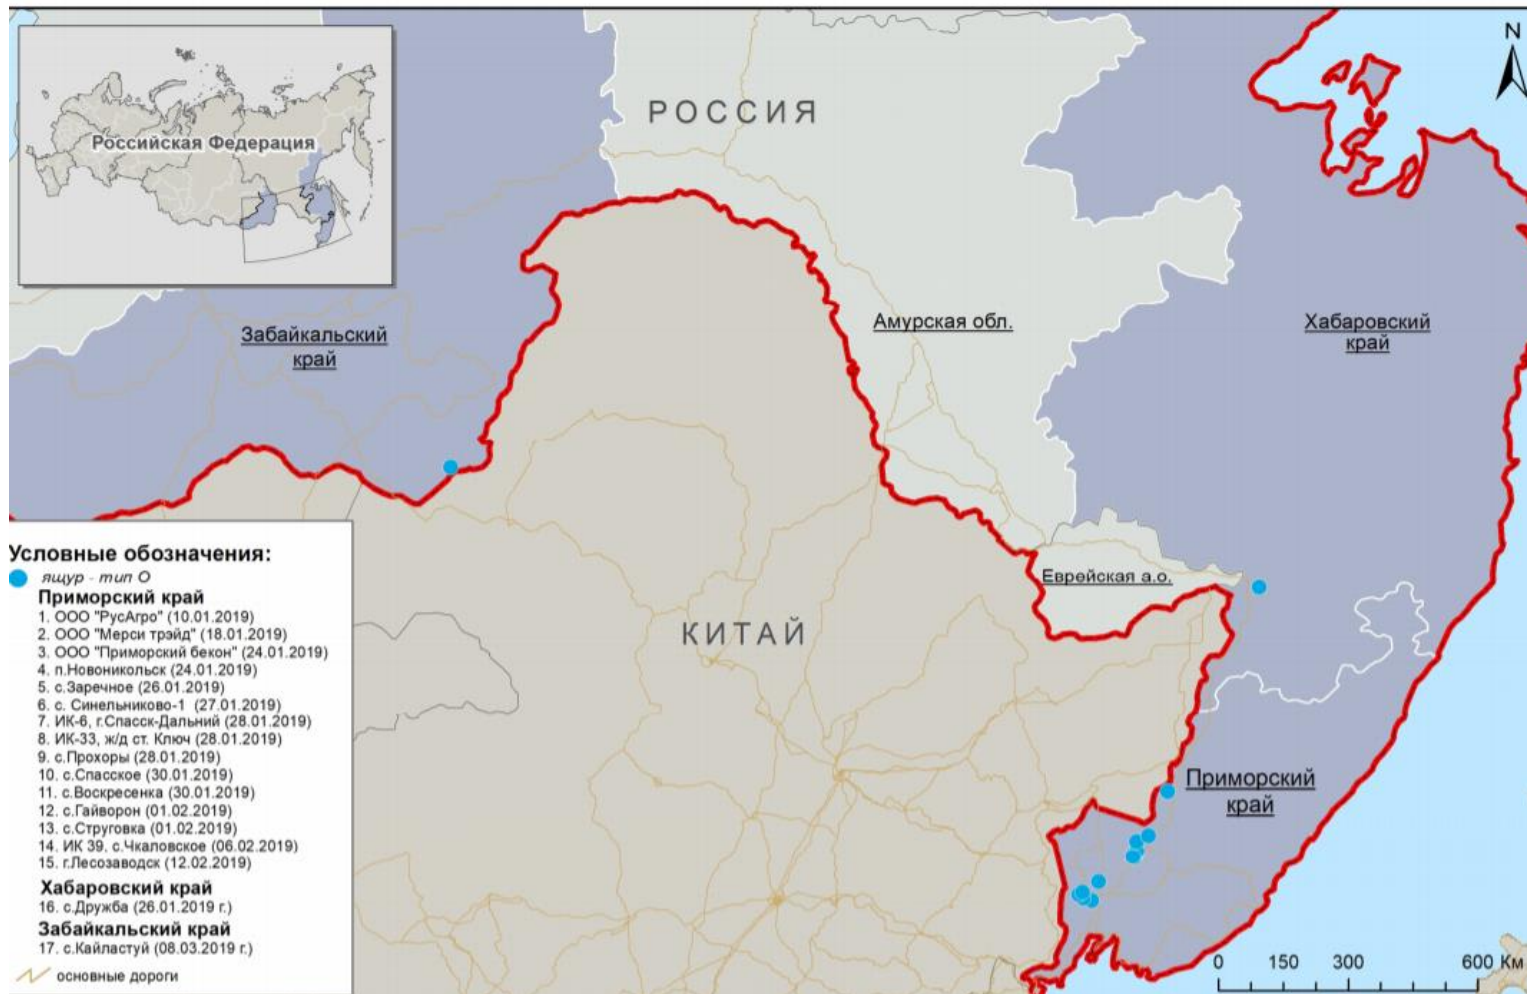 Российская Федерация
РОССИЯ
N
Забайкальский
край
Амурская обл.
Хабаровский
край
Еврейская а.о.
КИТАЙ
Приморский
край
Условные обозначения:
ящур - тип О
Приморский край
1. ООО "РусАгро" (10.01.2019)
2. ООО "Мерси трэйд" (18.01.2019)
3. ООО "Приморский бекон" (24.01.2019)
4. п.Новоникольск (24.01.2019)
5. с.Заречное (26.01.2019)
6. с. Синельниково-1 (27.01.2019)
7. ИК-6, г.Спасск-Дальний (28.01.2019)
8. ИК-33, ж/д ст. Ключ (28.01.2019)
9. с.Прохоры (28.01.2019)
10. с.Спасское (30.01.2019)
11. с.Воскресенка (30.01.2019)
12. с.Гайворон (01.02.2019)
13. с.Струговка (01.02.2019)
14. ИК 39, с.Чкаловское (06.02.2019)
15. г.Лесозаводск (12.02.2019)
Хабаровский край
16. с.Дружба (26.01.2019 г.)
Забайкальский край
17. с.Кайластуй (08.03.2019 г.)
основные дороги
0 150 300 600 Км